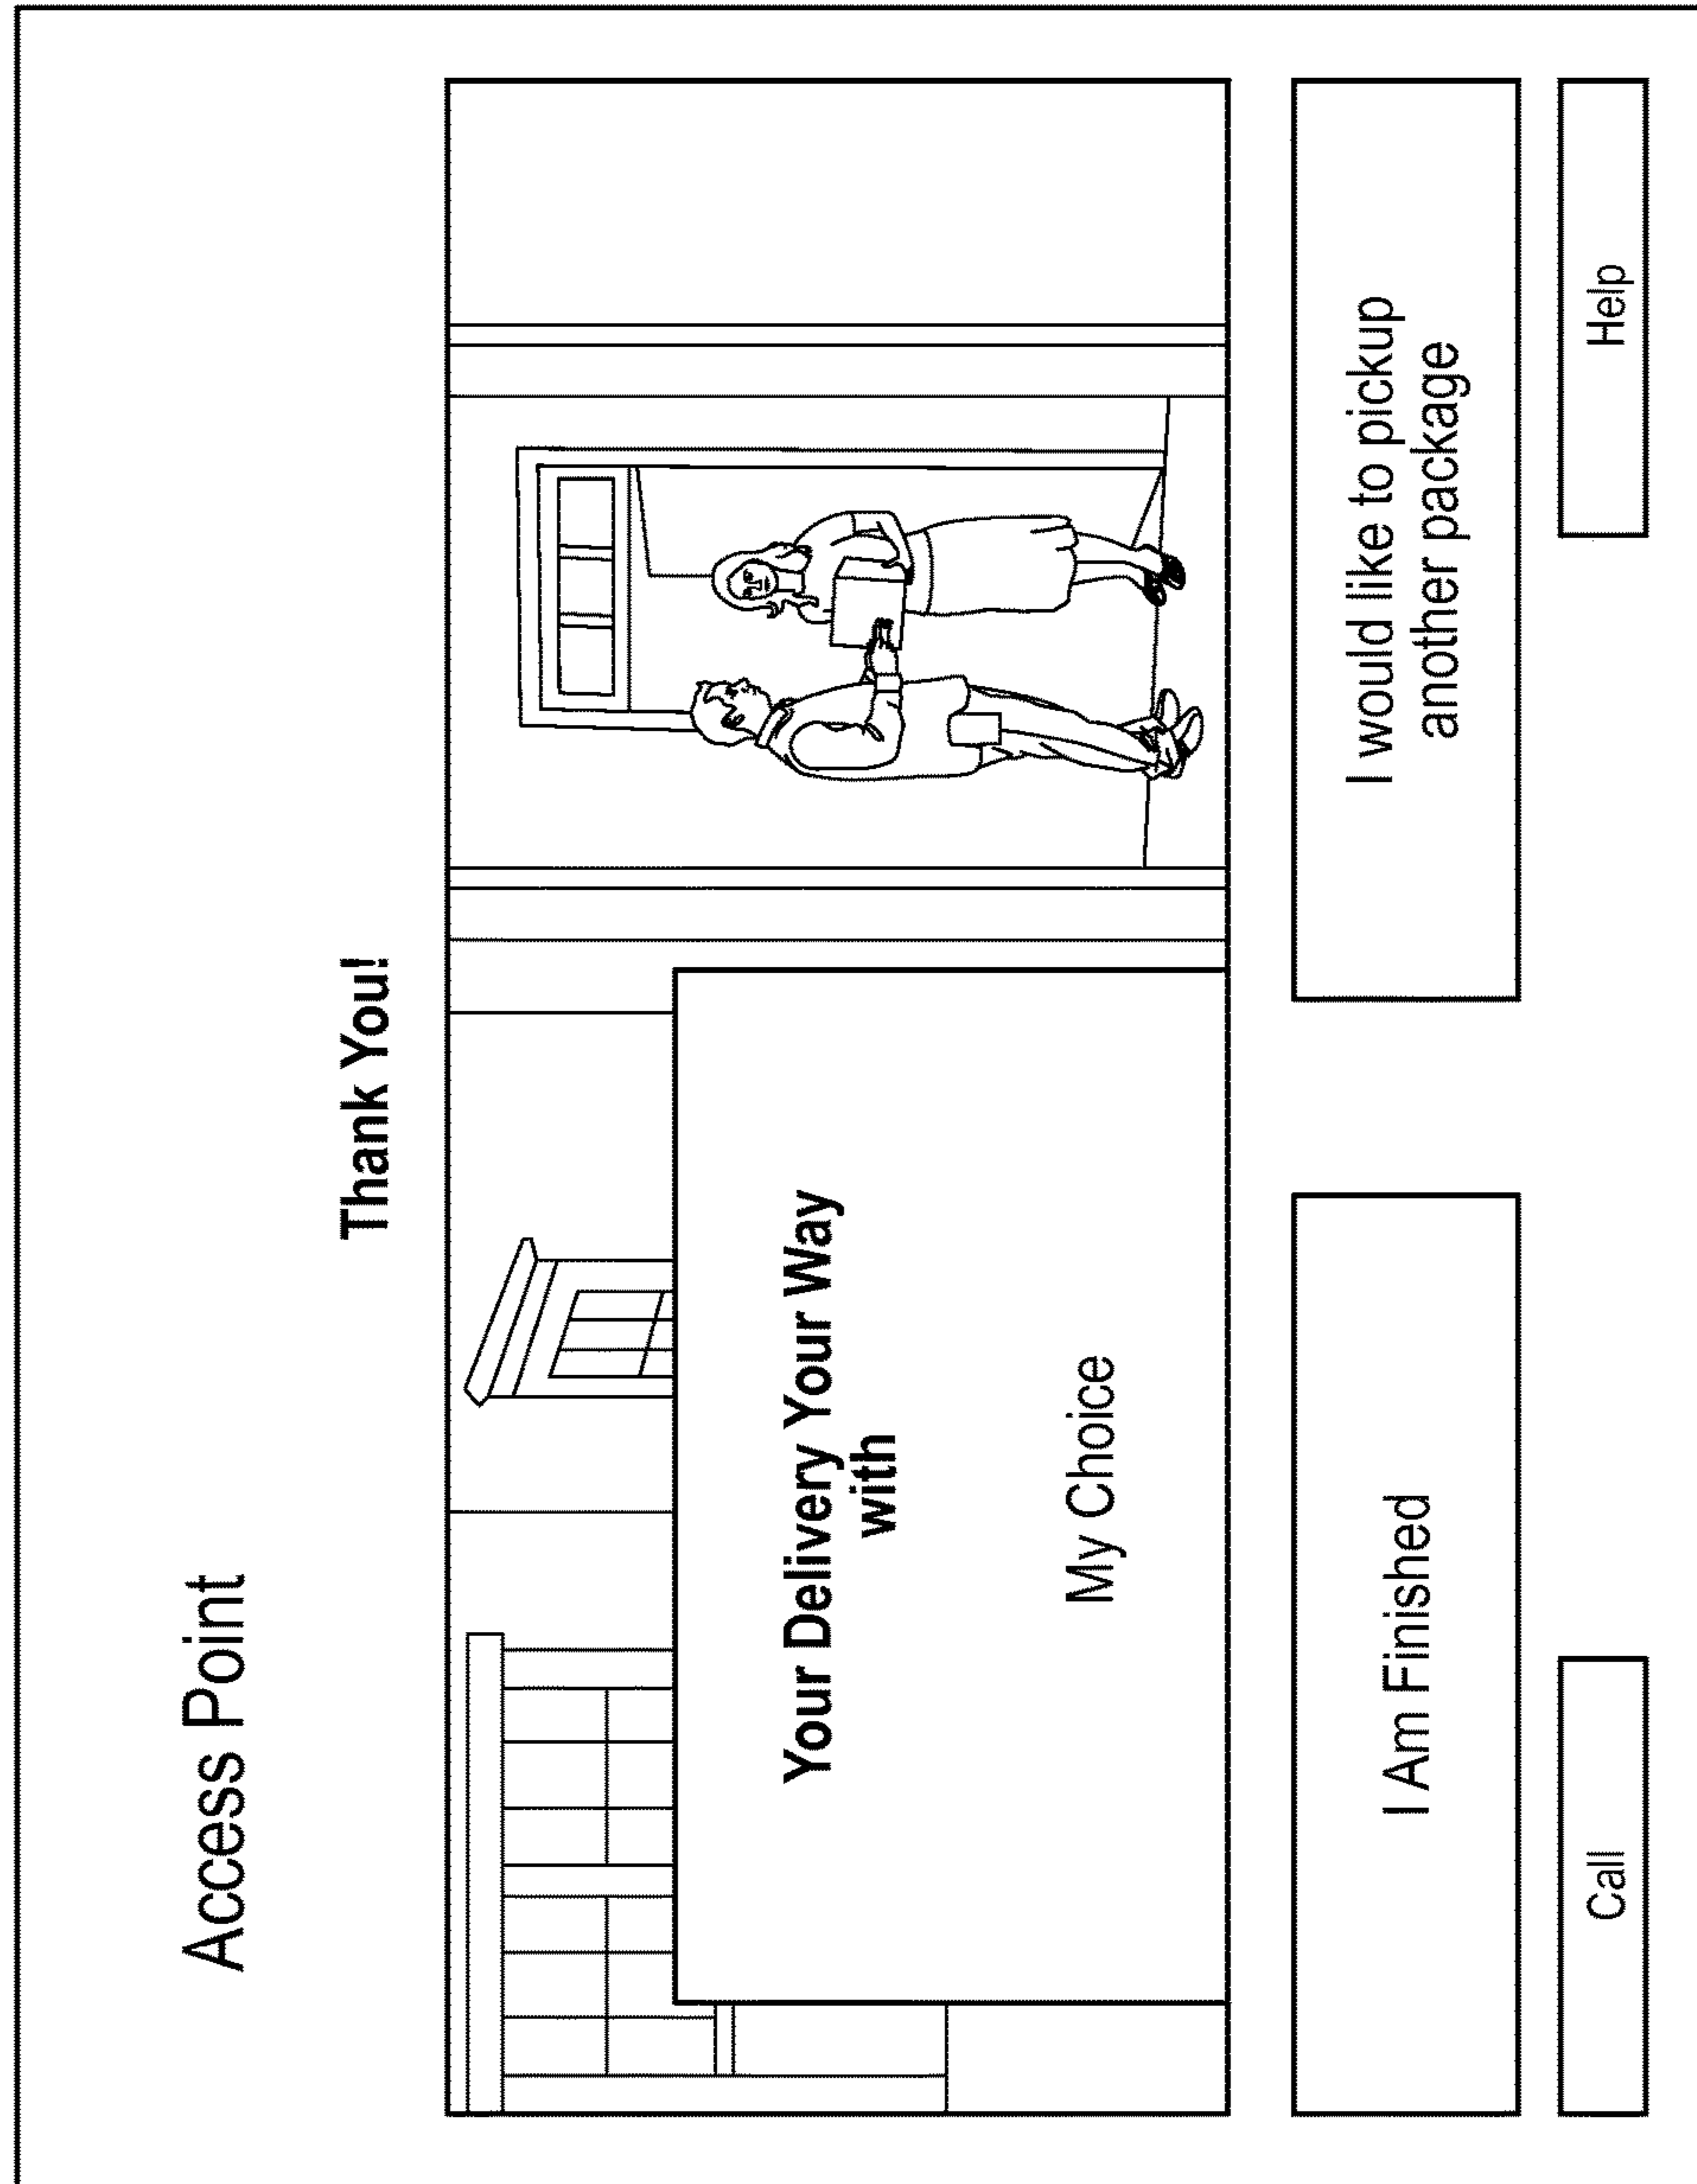 Access Point
Thank You!
Your Delivery Your Way
with
My Choice
I Am Finished
I would like to pickup
another package
Call
Help